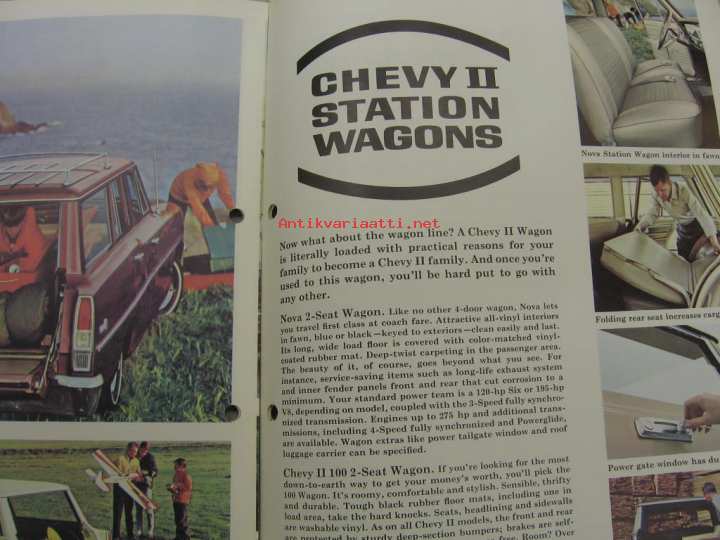 CHEVY II
STATION
WAGONS
Antikvariaatti.net
Now what about the wagon line? A Chevy II Wagon
is literally loaded with practical reasons for your
family to become a Chevy II family. And once you're
used to this wagon, you'll be hard put to go with
any other.
Nova 2-Seat Wagon. Like no other 4-door wagon, Nova lets
you travel first class at coach fare. Attractive all-vinyl interiors
in fawn, blue or black—keyed to exteriors—clean easily and last.
Its long, wide load floor is covered with color-matched vinyl-
coated rubber mat. Deep-twist carpeting in the passenger area.
The beauty of it, of course, goes beyond what you see. For
instance, service-saving items such as long-life exhaust system
and inner fender panels front and rear that cut corrosion to a
minimum. Your standard power team is a 120-hp Six or 195-hp
V8, depending on model, coupled with the 3-Speed fully synchro-
nized transmission. Engines up to 275 hp and additional trans-
missions, including 4-Speed fully synchronized and Powerglide,
are available. Wagon extras like power tailgate window and roof
luggage carrier can be specified.
Chevy II 100 2-Seat Wagon. If you're looking for the most
down-to-earth way to get your money's worth, you'll pick the
100 Wagon. It's roomy, comfortable and stylish. Sensible, thrifty
and durable. Tough black rubber floor mats, including one in
load area, take the hard knocks. Seats, headlining and sidewalls
are washable vinyl. As on all Chevy II models, the front and rear
are protected by sturdy deep-section bumpers; brakes are self-
free. Room? Over
Nova Station Wagon interior in fawn
Folding rear seat increases carg
Power gate window has du